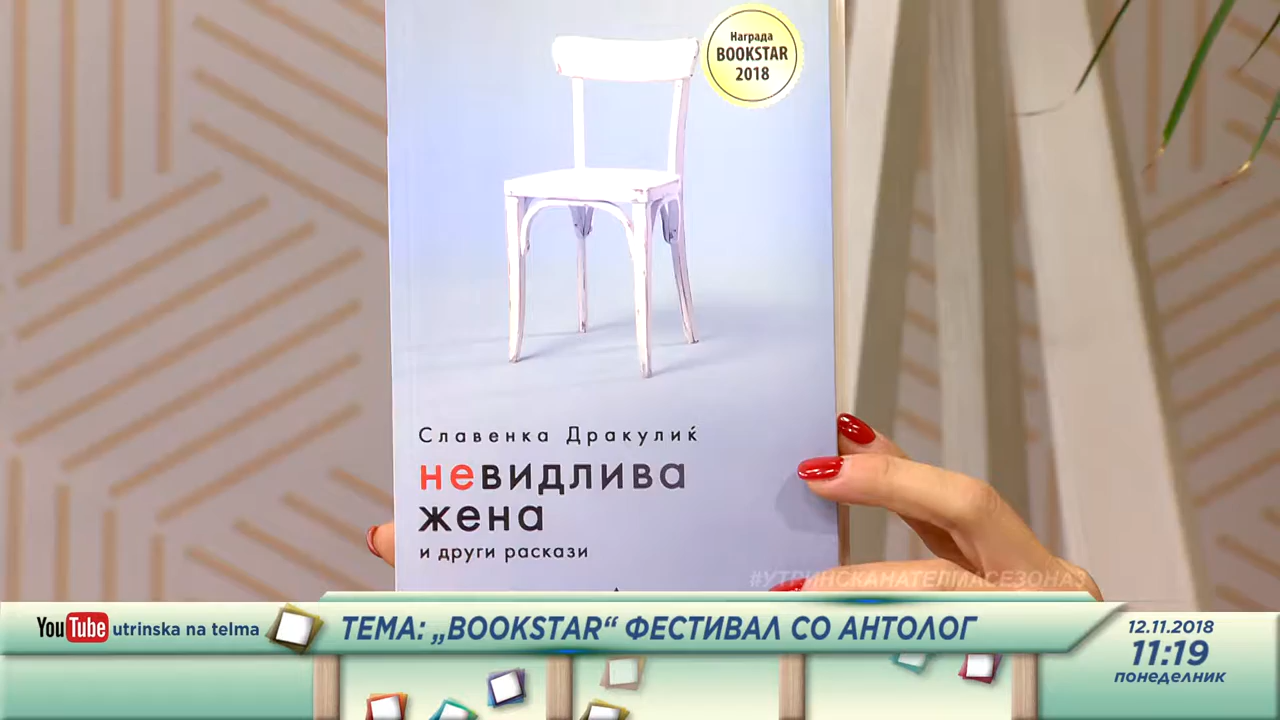 Награда
BOOKSTAR
2018
Славенка Дракулиќ
невидлива
жена
и други раскази
#УТРИНСКАНАТЕЛМАСЕЗОНА3
YouTube utrinska na telma
ТЕМА: „BOOKSTAR“ ФЕСТИВАЛ СО АНТОЛОГ
12.11.2018
11:19
понеделник